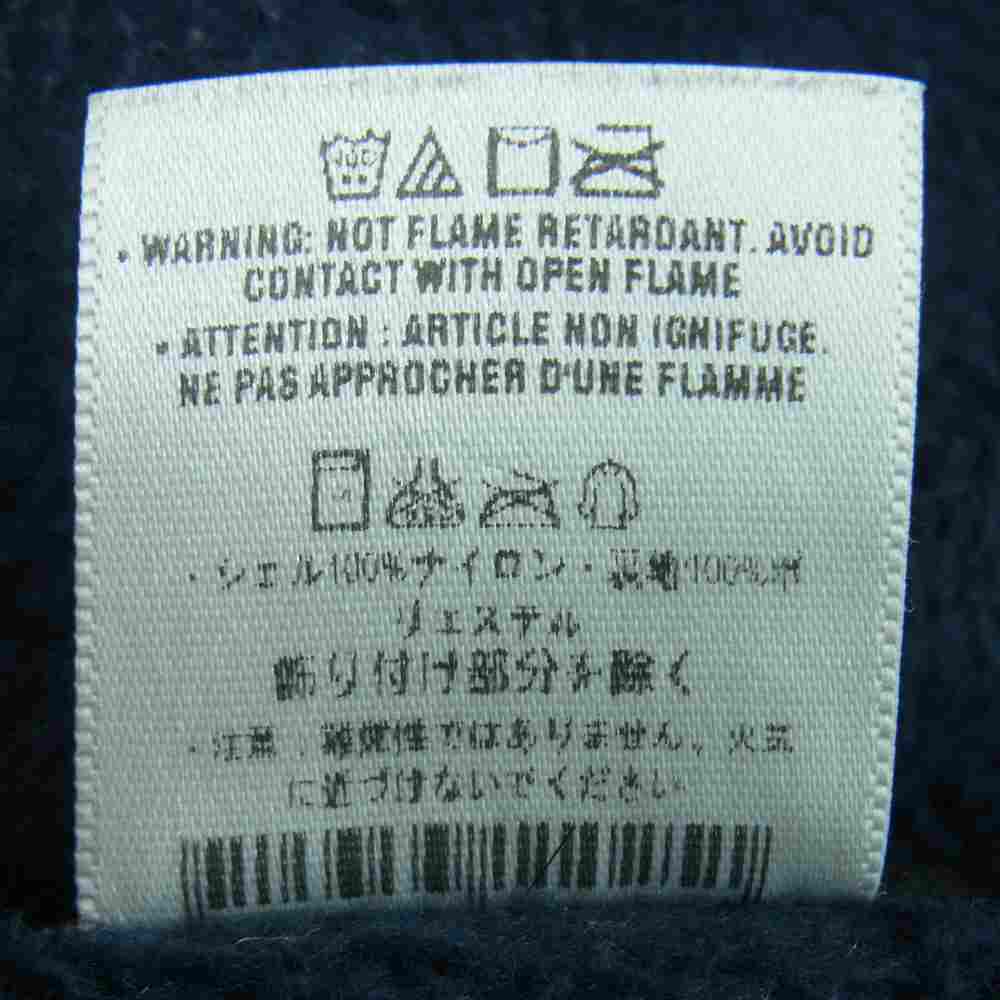 • WARNING: NOT FLAME RETARDANT. AVOID
CONTACT WITH OPEN FLAME
• ATTENTION : ARTICLE NON IGNIFUGE.
NE PAS APPROCHER D'UNE FLAMME
・シェル100%ナイロン・裏地100%ポ
リエステル
飾り付け部分を除く
・注意：難燃性ではありません。火気
に近づけないでください